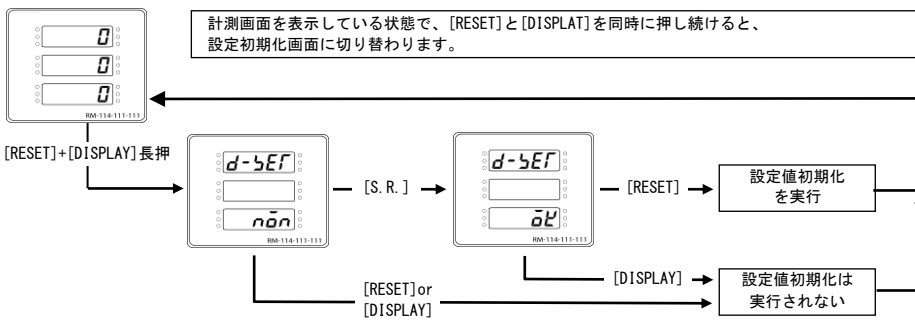 計測画面を表示している状態で、[RESET]と[DISPLAT]を同時に押し続けると、
設定初期化画面に切り替わります。
0
0
0
RM-114-111-111
[RESET]+[DISPLAY]長押
d-SET
non
RM-114-111-111
[S.R.]
d-SET
oK
RM-114-111-111
[RESET]
設定値初期化
を実行
[DISPLAY]
設定値初期化は
実行されない
[RESET]or
[DISPLAY]